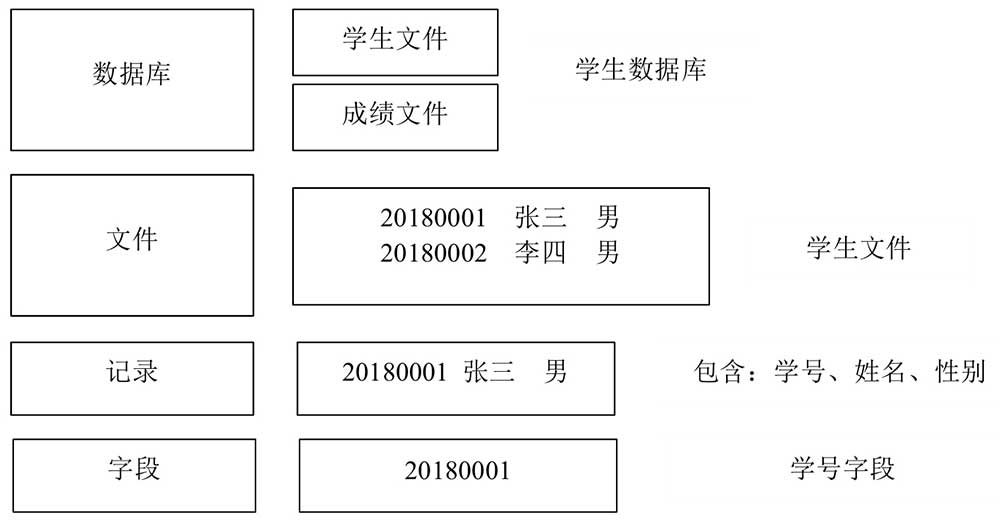 数据库
学生文件
成绩文件
学生数据库
文件
20180001 张三 男
20180002 李四 男
学生文件
记录
20180001 张三 男
包含：学号、姓名、性别
字段
20180001
学号字段